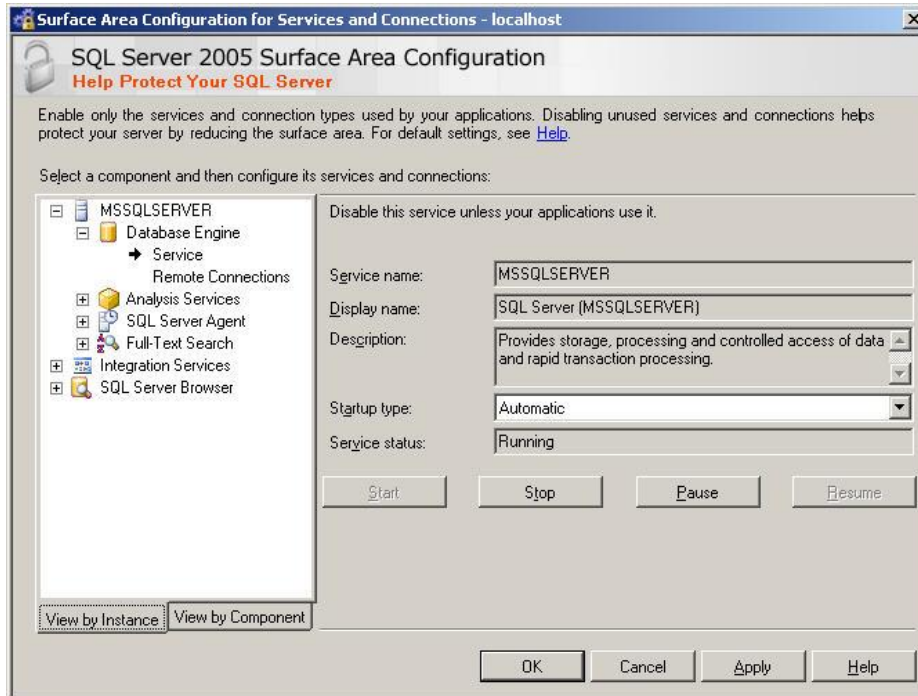 Surface Area Configuration for Services and Connections - localhost
SQL Server 2005 Surface Area Configuration
Help Protect Your SQL Server
Enable only the services and connection types used by your applications. Disabling unused services and connections helps
protect your server by reducing the surface area. For default settings, see Help.
Select a component and then configure its services and connections:
MSSQLSERVER
Database Engine
Service
Remote Connections
Analysis Services
SQL Server Agent
Full-Text Search
Integration Services
SQL Server Browser
View by Instance
View by Component
Disable this service unless your applications use it.
Service name:
MSSQLSERVER
Display name:
SQL Server (MSSQLSERVER)
Description:
Provides storage, processing and controlled access of data
and rapid transaction processing.
Startup type:
Automatic
Service status:
Running
Start
Stop
Pause
Resume
OK
Cancel
Apply
Help